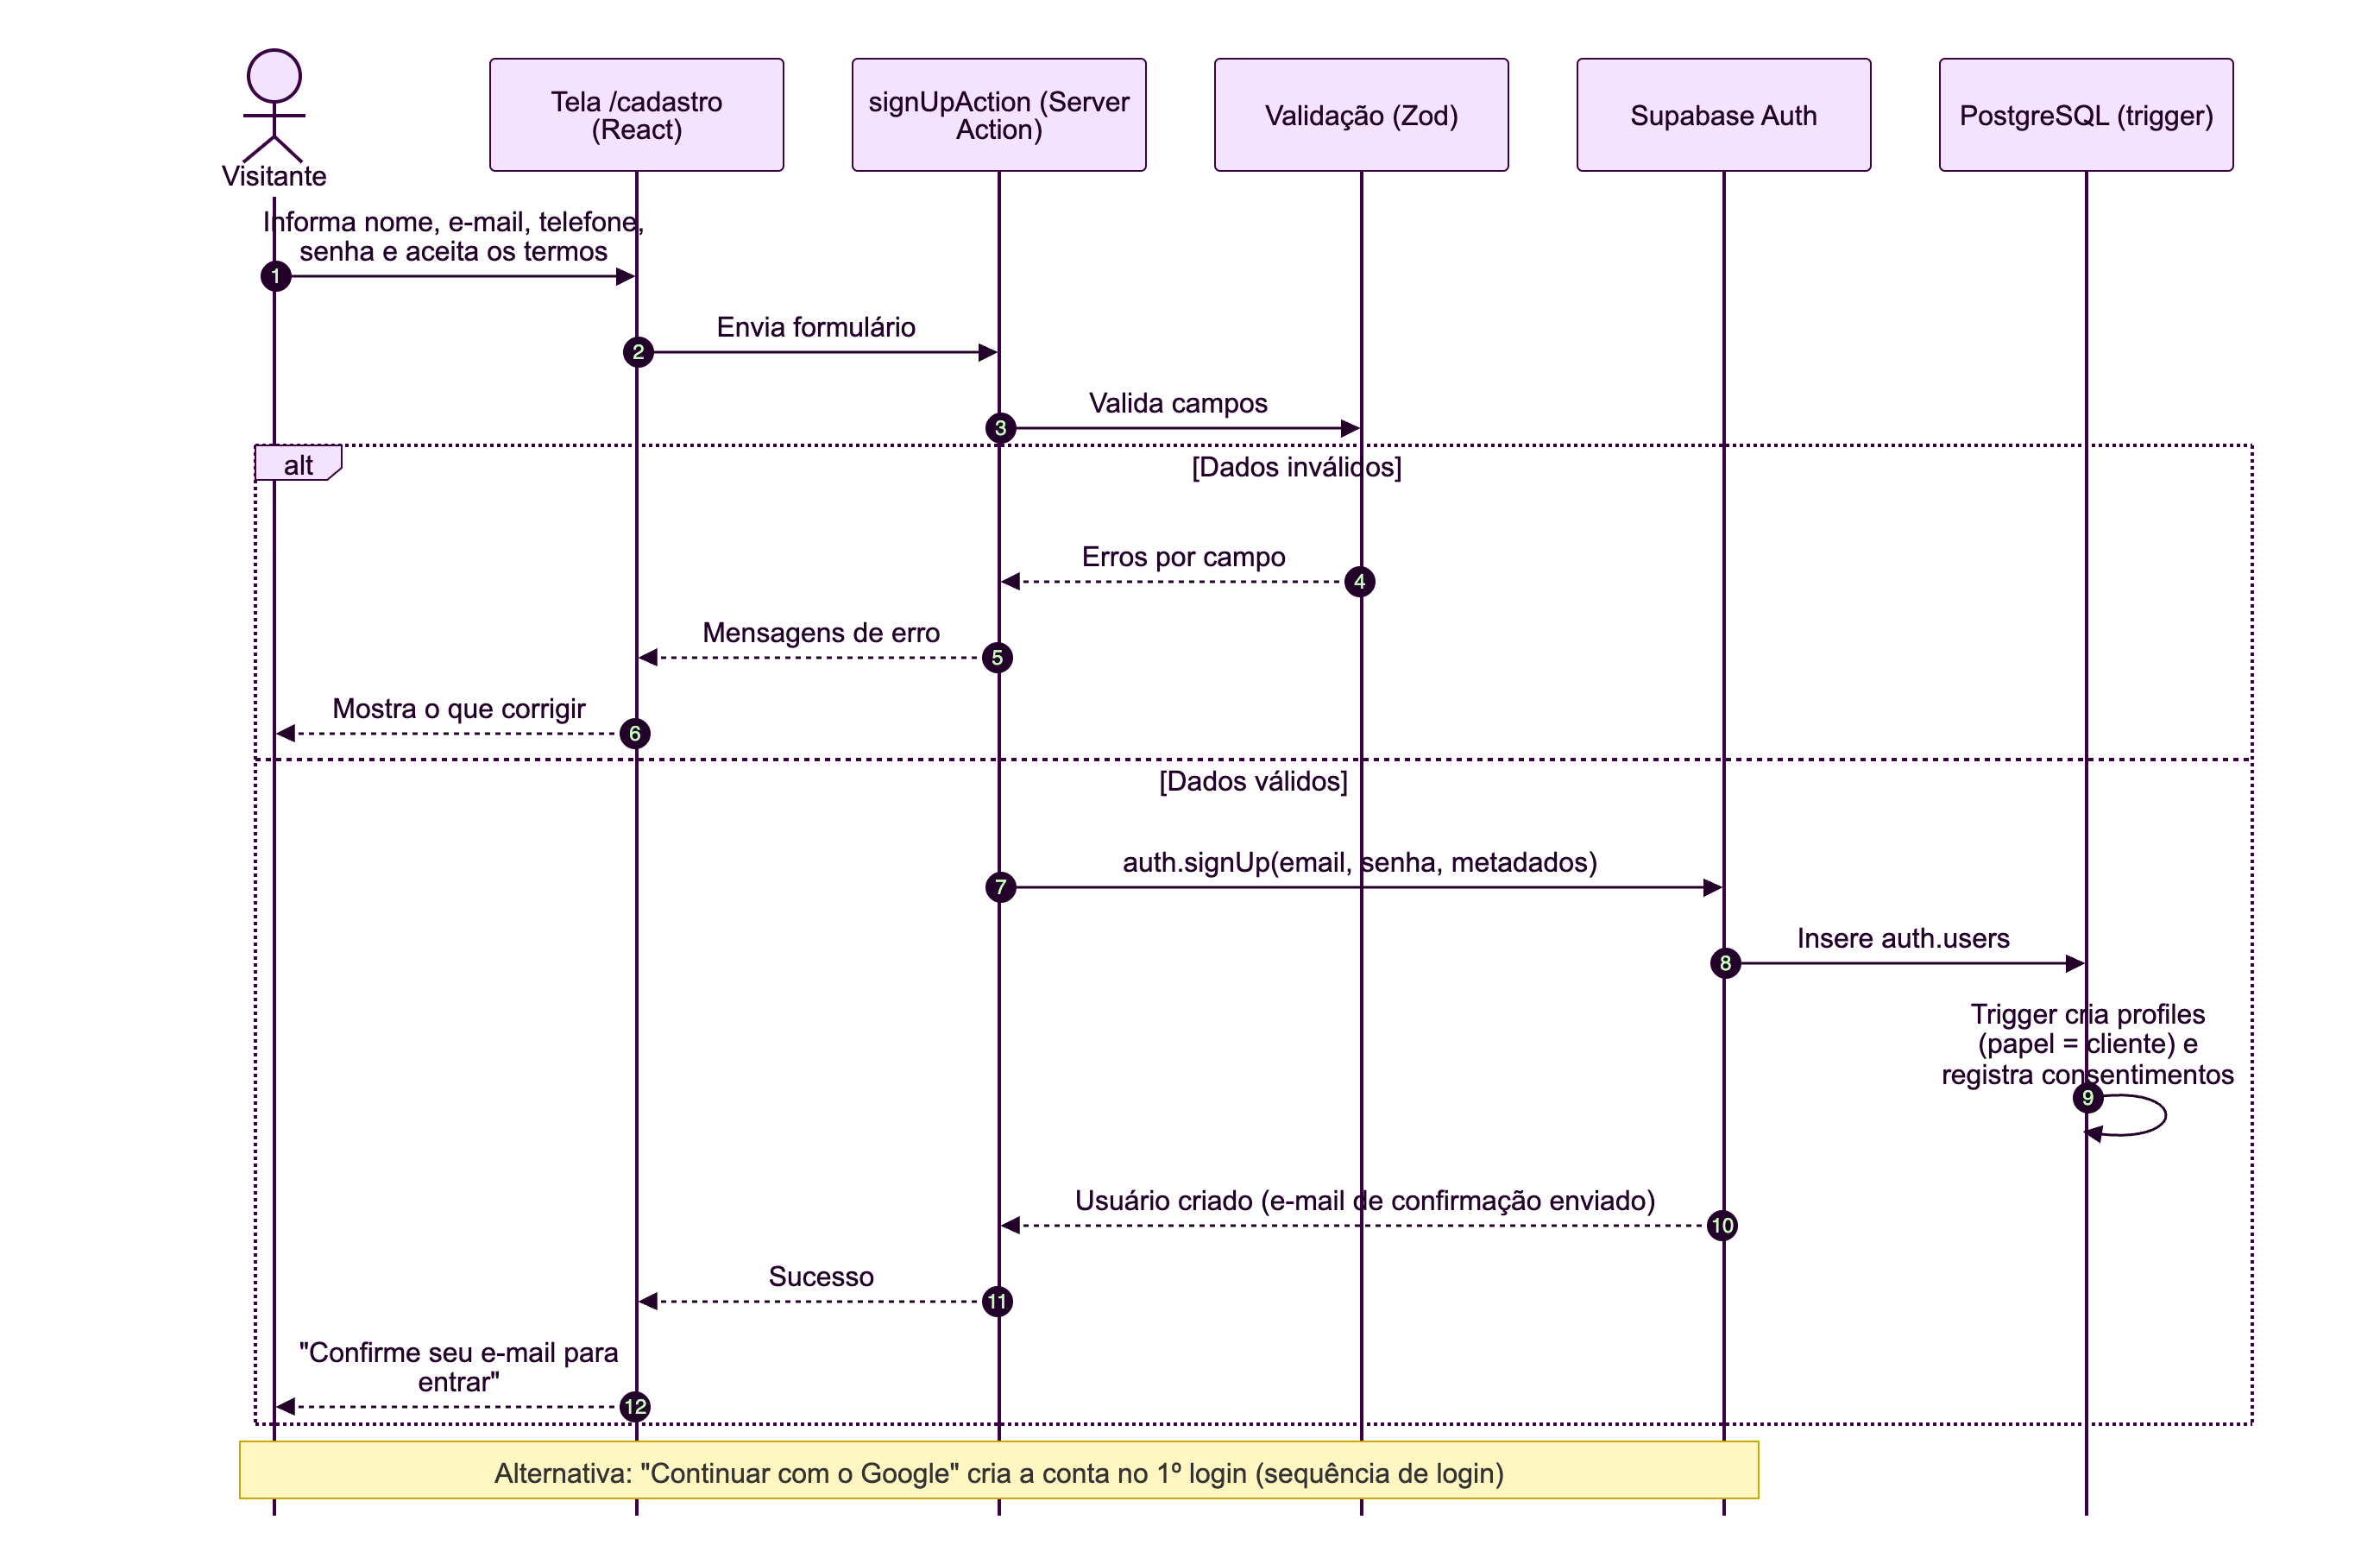 Visitante
Tela /cadastro
(React)
signUpAction (Server
Action)
Validação (Zod)
Supabase Auth
PostgreSQL (trigger)
Informa nome, e-mail, telefone,
senha e aceita os termos
1
Envia formulário
2
Valida campos
3
alt
[Dados inválidos]
Erros por campo
4
Mensagens de erro
5
Mostra o que corrigir
6
[Dados válidos]
auth.signUp(email, senha, metadados)
7
Insere auth.users
8
Trigger cria profiles
(papel = cliente) e
registra consentimentos
9
Usuário criado (e-mail de confirmação enviado)
10
Sucesso
11
"Confirme seu e-mail para
entrar"
12
Alternativa: "Continuar com o Google" cria a conta no 1º login (sequência de login)